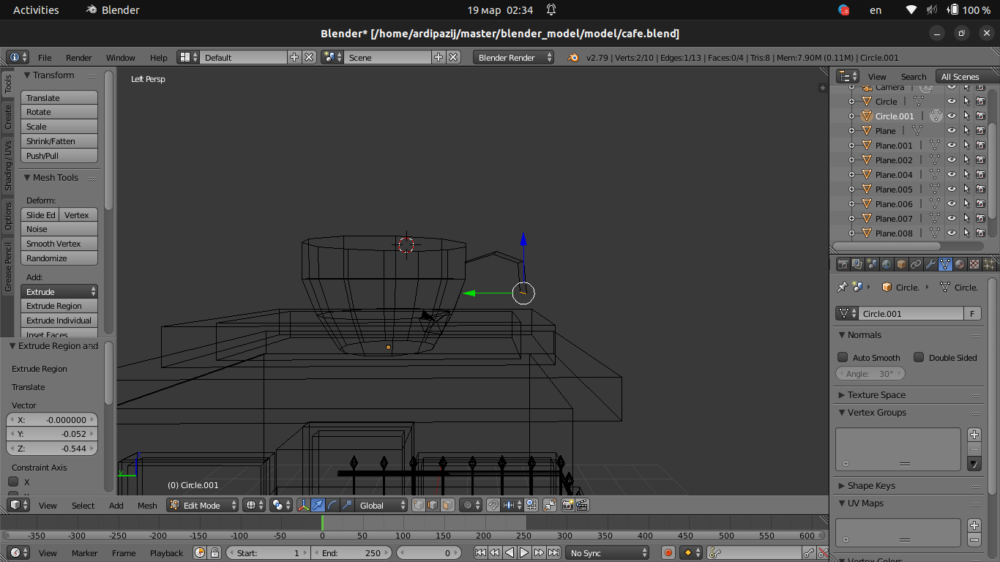 Activities Blender 19 мар 02:34 en 100 %
Blender* [/home/ardipazij/master/blender_model/model/cafe.blend]
File Render Window Help Default Scene Blender Render v2.79 | Verts:2/10 | Edges:1/13 | Faces:0/4 | Tris:8 | Mem:7.90M (0.11M) | Circle.001
Tools
Create
Shading / UVs
Options
Grease Pencil
Transform
Translate
Rotate
Scale
Shrink/Fatten
Push/Pull
Mesh Tools
Deform:
Slide Ed Vertex
Noise
Smooth Vertex
Randomize
Add:
Extrude
Extrude Region
Extrude Individual
Inset Faces
Extrude Region and
Extrude Region
Translate
Vector
X: -0.000000
Y: -0.052
Z: -0.544
Constraint Axis
X
Left Persp
(0) Circle.001
View Search All Scenes
Camera
Circle
Circle.001
Plane
Plane.001
Plane.002
Plane.004
Plane.005
Plane.006
Plane.007
Plane.008
Circle. Circle.
Circle.001 F
Normals
Auto Smooth Double Sided
Angle: 30°
Texture Space
Vertex Groups
Shape Keys
UV Maps
Vertex Colors
View Select Add Mesh Edit Mode Global
-350 -300 -250 -200 -150 -100 -50 0 50 100 150 200 250 300 350 400 450 500 550 600
View Marker Frame Playback Start: 1 End: 250 0 No Sync